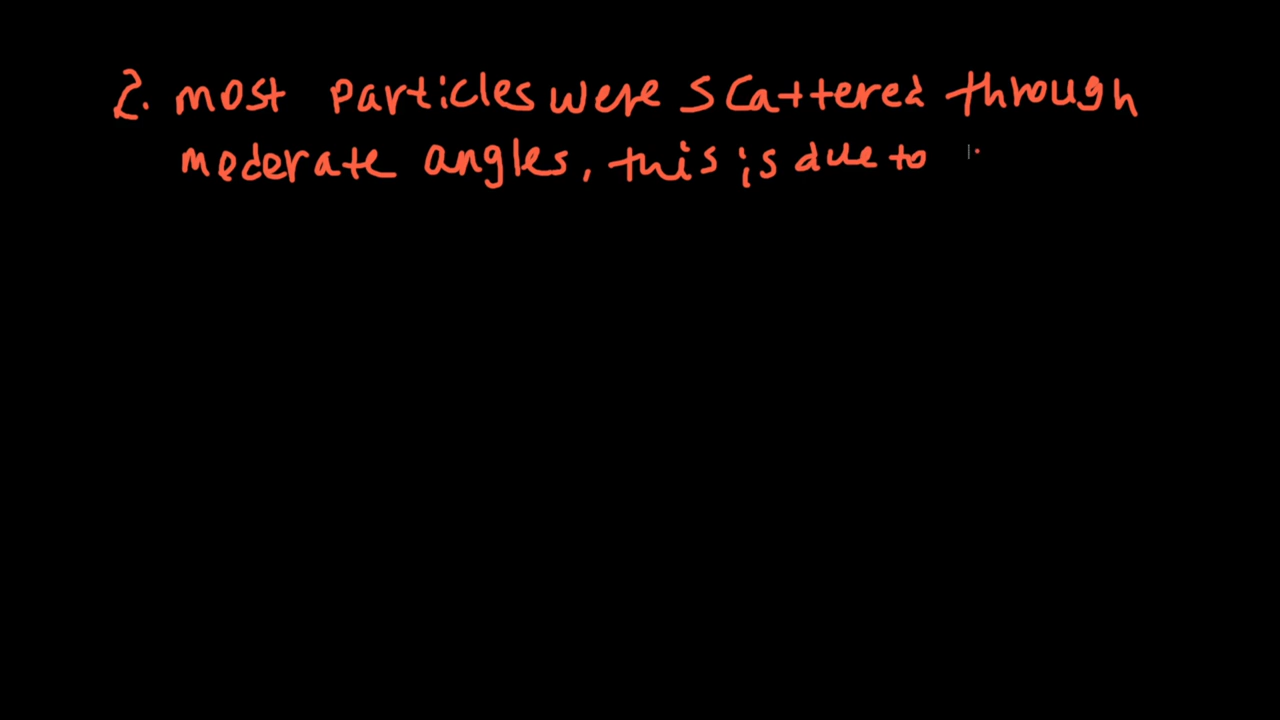 2. most particles were scattered through
moderate angles, this is due to